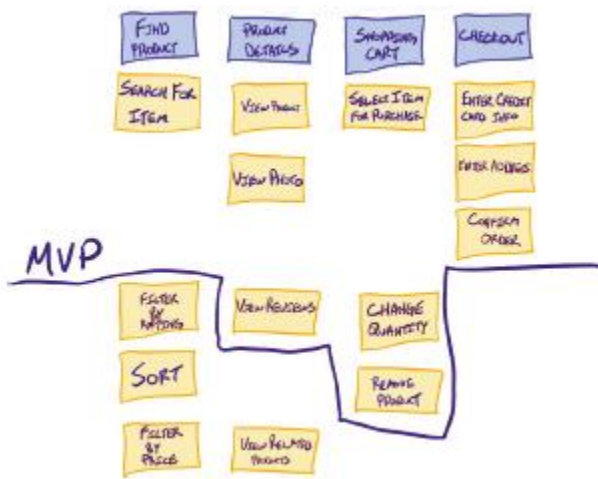 FIND
PRODUCT
PRODUCT
DETAILS
SHOPPING
CART
CHECKOUT
SEARCH FOR
ITEM
VIEW PRODUCT
SELECT ITEM
FOR PURCHASE
ENTER CREDIT
CARD INFO
VIEW PHOTO
ENTER ADDRESS
CONFIRM
ORDER
MVP
FILTER
BY
RATING
VIEW REVIEWS
CHANGE
QUANTITY
SORT
REMOVE
PRODUCT
FILTER
BY
PRICE
VIEW RELATED
PRODUCTS